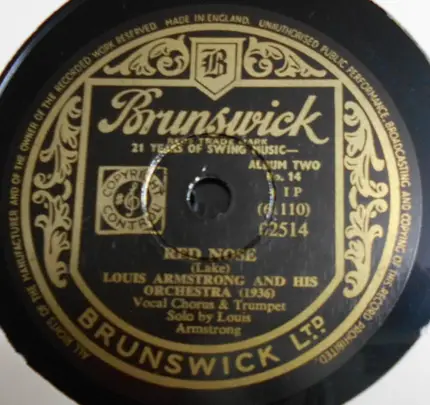 ALL RIGHTS OF THE MANUFACTURER AND OF THE OWNER OF THE RECORDED WORK RESERVED MADE IN ENGLAND. UNAUTHORISED PUBLIC PERFORMANCE, BROADCASTING AND COPYING OF THIS RECORD PROHIBITED.
B
Brunswick
REGD TRADE MARK
21 YEARS OF SWING MUSIC—
ALBUM TWO
No. 14
COPYRIGHT
CONTROL
1P
02514
RED NOSE
(Lake)
LOUIS ARMSTRONG AND HIS
ORCHESTRA (1936)
Vocal Chorus & Trumpet
Solo by Louis
Armstrong
BRUNSWICK LTD